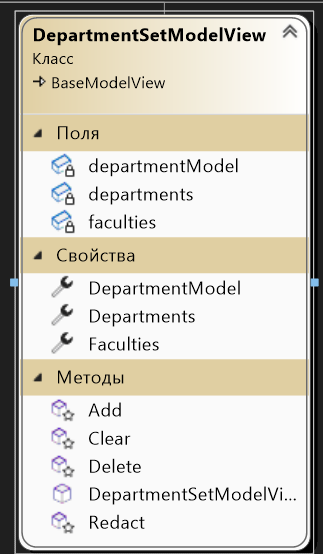 DepartmentSetModelView
Класс
BaseModelView
Поля
departmentModel
departments
faculties
Свойства
DepartmentModel
Departments
Faculties
Методы
Add
Clear
Delete
DepartmentSetModelVi...
Redact